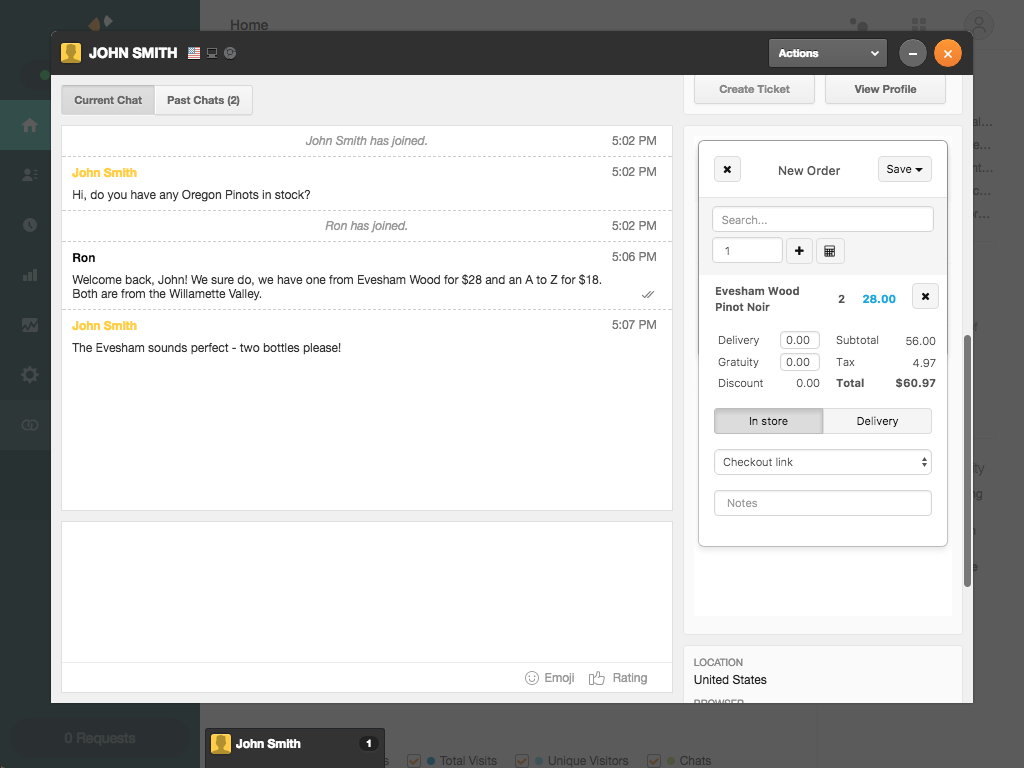 Home
JOHN SMITH
Actions
Current Chat
Past Chats (2)
Create Ticket
View Profile
John Smith has joined.
5:02 PM
John Smith
5:02 PM
Hi, do you have any Oregon Pinots in stock?
Ron has joined.
5:02 PM
Ron
5:06 PM
Welcome back, John! We sure do, we have one from Evesham Wood for $28 and an A to Z for $18.
Both are from the Willamette Valley.
John Smith
5:07 PM
The Evesham sounds perfect - two bottles please!
Emoji
Rating
New Order
Save
Search...
1
Evesham Wood
Pinot Noir
2
28.00
Delivery
0.00
Subtotal
56.00
Gratuity
0.00
Tax
4.97
Discount
0.00
Total
$60.97
In store
Delivery
Checkout link
Notes
LOCATION
United States
BROWSER
0 Requests
John Smith
1
Total Visits
Unique Visitors
Chats